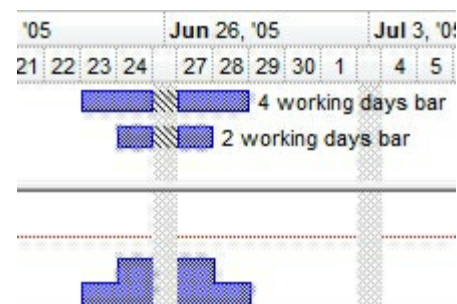 '05 Jun 26, '05 Jul 3, '05
21 22 23 24 27 28 29 30 1 4 5
4 working days bar
2 working days bar